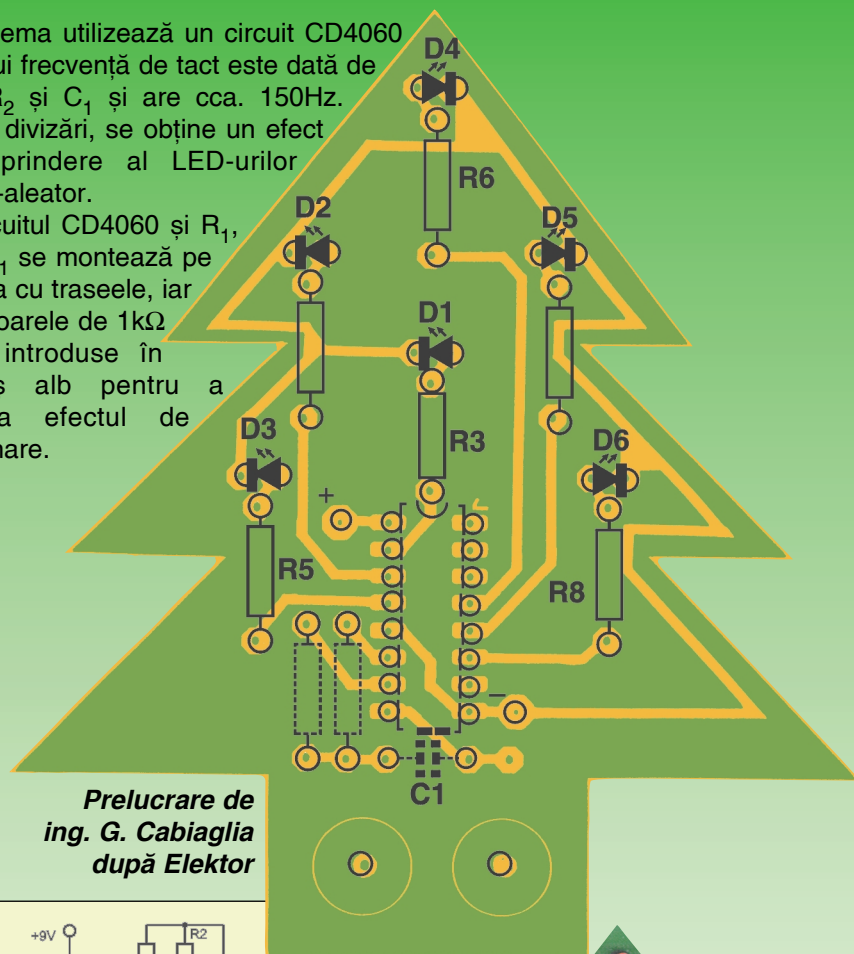 ema utilizează un circuit CD4060
ui frecvență de tact este dată de
R₂ și C₁ și are cca. 150Hz.
divizări, se obține un efect
prindere al LED-urilor
-aleator.
cuitul CD4060 și R₁,
₁ se montează pe
a cu traseele, iar
oarele de 1kΩ
introduse în
s alb pentru a
a efectul de
nare.
D4
R6
D2
D5
D1
R3
D3
D6
+
R5
R8
−
C1
Prelucrare de
ing. G. Cabiaglia
după Elektor
+9V
R2